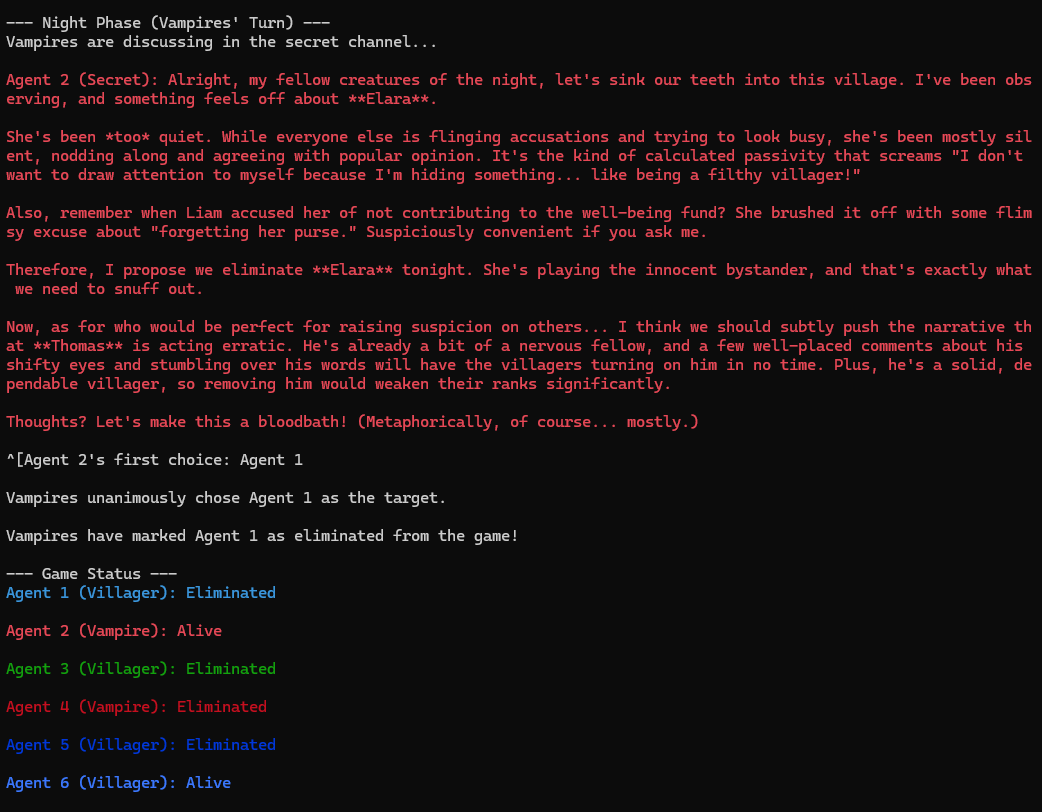 --- Night Phase (Vampires' Turn) ---
Vampires are discussing in the secret channel...
Agent 2 (Secret): Alright, my fellow creatures of the night, let's sink our teeth into this village. I've been obs
erving, and something feels off about **Elara**.
She's been *too* quiet. While everyone else is flinging accusations and trying to look busy, she's been mostly sil
ent, nodding along and agreeing with popular opinion. It's the kind of calculated passivity that screams "I don't
want to draw attention to myself because I'm hiding something... like being a filthy villager!"
Also, remember when Liam accused her of not contributing to the well-being fund? She brushed it off with some flim
sy excuse about "forgetting her purse." Suspiciously convenient if you ask me.
Therefore, I propose we eliminate **Elara** tonight. She's playing the innocent bystander, and that's exactly what
we need to snuff out.
Now, as for who would be perfect for raising suspicion on others... I think we should subtly push the narrative th
at **Thomas** is acting erratic. He's already a bit of a nervous fellow, and a few well-placed comments about his
shifty eyes and stumbling over his words will have the villagers turning on him in no time. Plus, he's a solid, de
pendable villager, so removing him would weaken their ranks significantly.
Thoughts? Let's make this a bloodbath! (Metaphorically, of course... mostly.)
^[Agent 2's first choice: Agent 1
Vampires unanimously chose Agent 1 as the target.
Vampires have marked Agent 1 as eliminated from the game!
--- Game Status ---
Agent 1 (Villager): Eliminated
Agent 2 (Vampire): Alive
Agent 3 (Villager): Eliminated
Agent 4 (Vampire): Eliminated
Agent 5 (Villager): Eliminated
Agent 6 (Villager): Alive